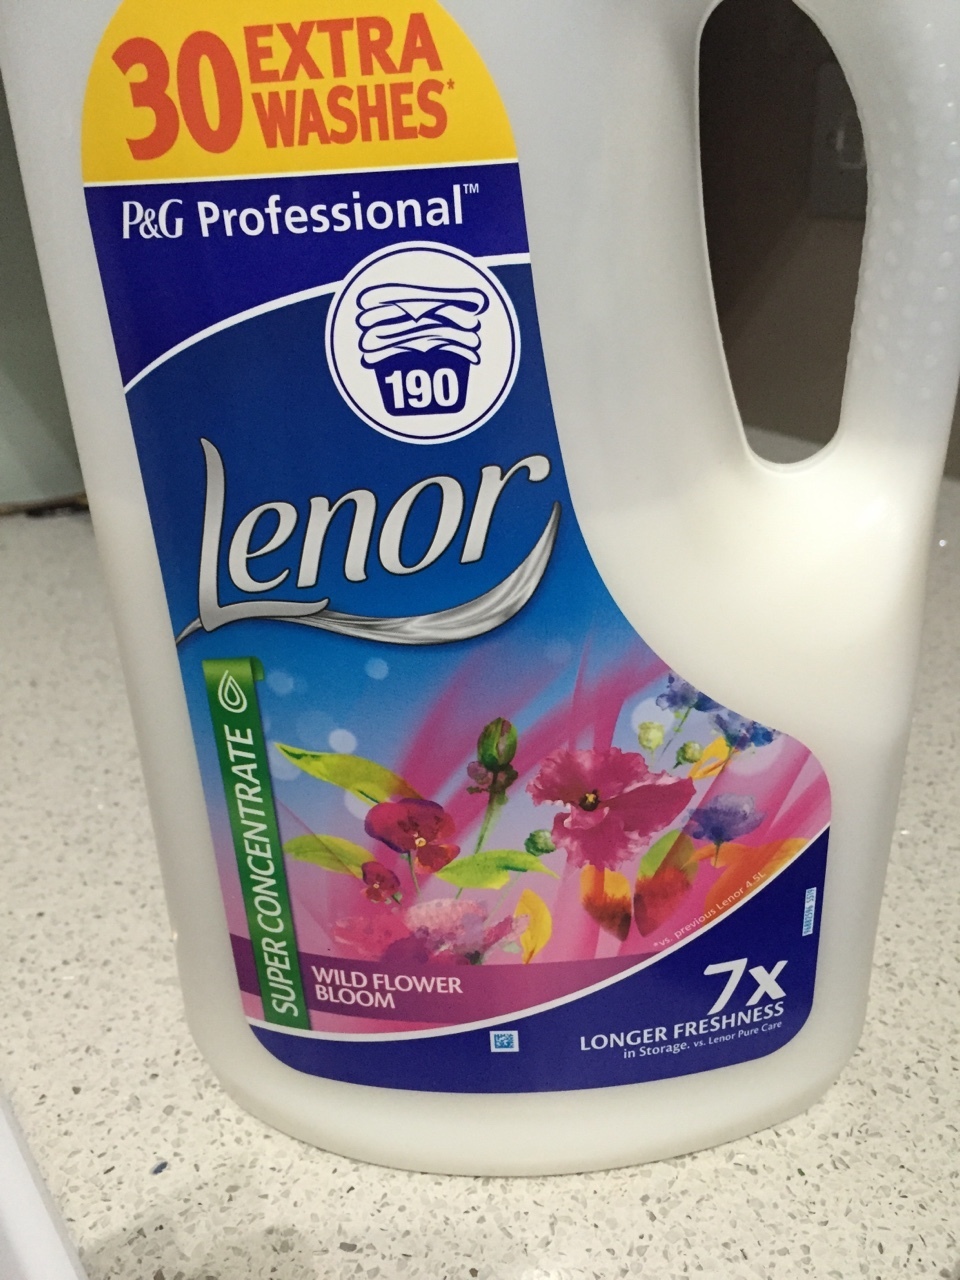 30 EXTRA
WASHES*
P&G Professional™
190
Lenor
SUPER CONCENTRATE
*vs. previous Lenor 4.5L
WILD FLOWER
BLOOM
7x
LONGER FRESHNESS
in Storage. vs. Lenor Pure Care